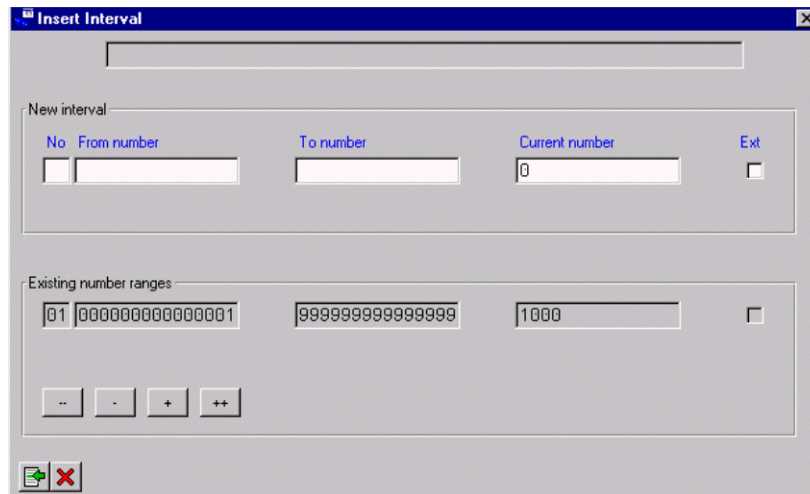 Insert Interval
New interval
No From number To number Current number Ext
0
Existing number ranges
01 000000000000001 999999999999999 1000
-- - + ++